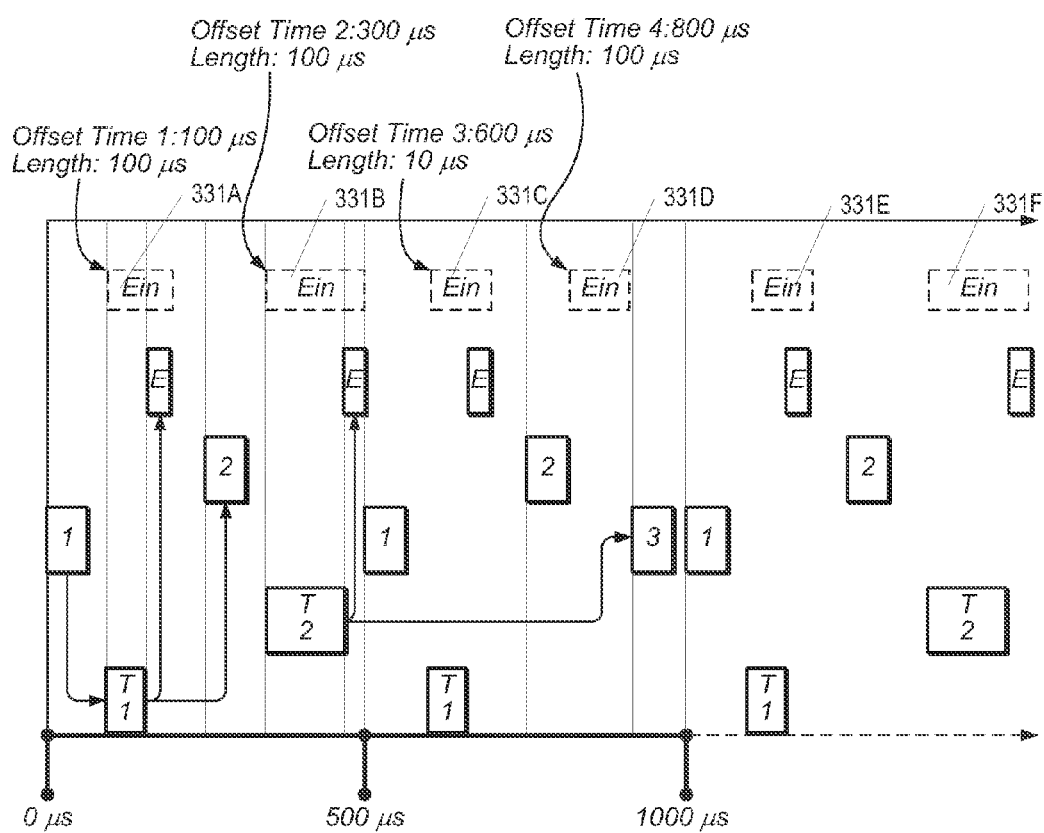 Offset Time 2:300 µs
Length: 100 µs
Offset Time 4:800 µs
Length: 100 µs
Offset Time 1:100 µs
Length: 100 µs
Offset Time 3:600 µs
Length: 10 µs
331A
331B
331C
331D
331E
331F
Ein
Ein
Ein
Ein
Ein
Ein
E
E
E
E
E
2
2
2
1
1
3
1
T
2
T
2
T
1
T
1
T
1
0 µs
500 µs
1000 µs